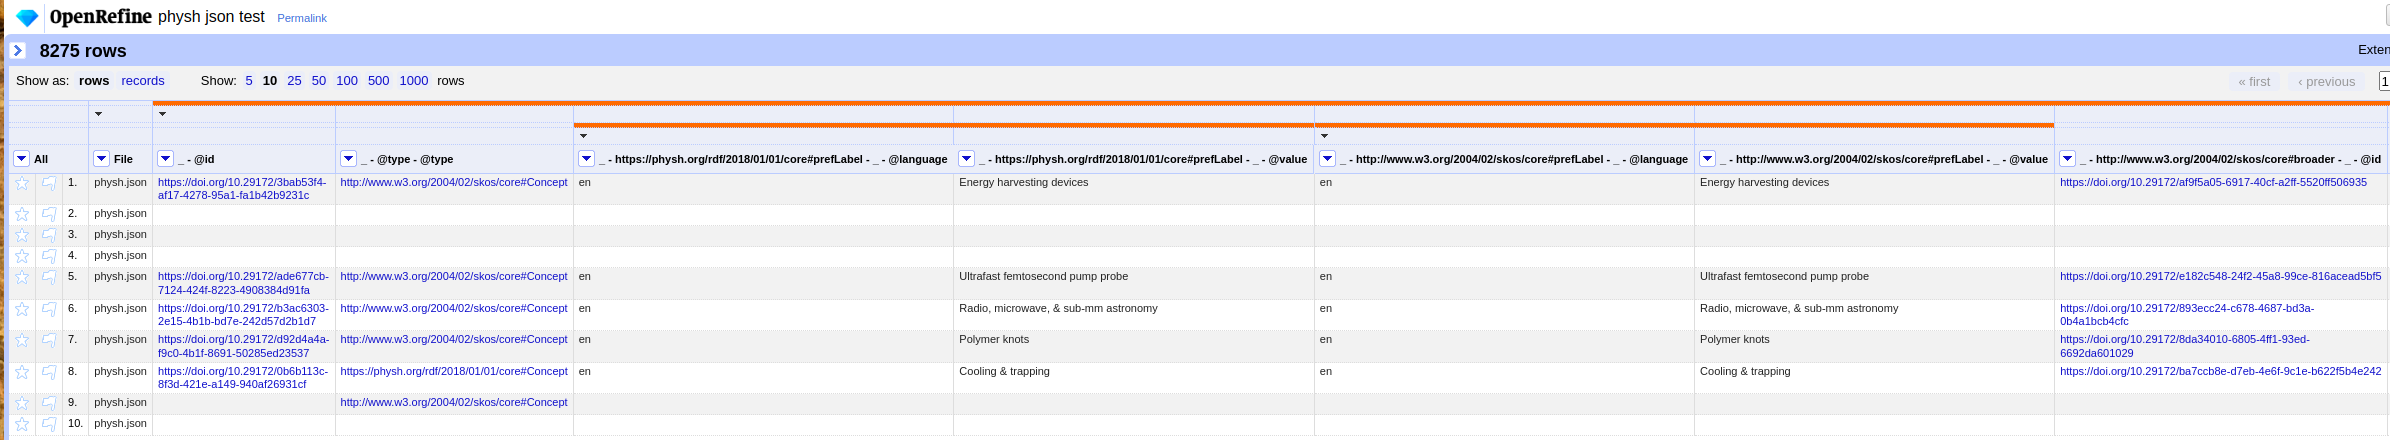 OpenRefine physh json test Permalink
8275 rows Exten
Show as: rows records Show: 5 10 25 50 100 500 1000 rows « first ‹ previous 1
All File _ - @id _ - @type - @type _ - https://physh.org/rdf/2018/01/01/core#prefLabel - _ - @language _ - https://physh.org/rdf/2018/01/01/core#prefLabel - _ - @value _ - http://www.w3.org/2004/02/skos/core#prefLabel - _ - @language _ - http://www.w3.org/2004/02/skos/core#prefLabel - _ - @value _ - http://www.w3.org/2004/02/skos/core#broader - _ - @id
1. physh.json https://doi.org/10.29172/3bab53f4- http://www.w3.org/2004/02/skos/core#Concept en Energy harvesting devices en Energy harvesting devices https://doi.org/10.29172/af9f5a05-6917-40cf-a2ff-5520ff506935
af17-4278-95a1-fa1b42b9231c
2. physh.json
3. physh.json
4. physh.json
5. physh.json https://doi.org/10.29172/ade677cb- http://www.w3.org/2004/02/skos/core#Concept en Ultrafast femtosecond pump probe en Ultrafast femtosecond pump probe https://doi.org/10.29172/e182c548-24f2-45a8-99ce-816acead5bf5
7124-424f-8223-4908384d91fa
6. physh.json https://doi.org/10.29172/b3ac6303- http://www.w3.org/2004/02/skos/core#Concept en Radio, microwave, & sub-mm astronomy en Radio, microwave, & sub-mm astronomy https://doi.org/10.29172/893ecc24-c678-4687-bd3a-
2e15-4b1b-bd7e-242d57d2b1d7 0b4a1bcb4cfc
7. physh.json https://doi.org/10.29172/d92d4a4a- http://www.w3.org/2004/02/skos/core#Concept en Polymer knots en Polymer knots https://doi.org/10.29172/8da34010-6805-4ff1-93ed-
f9c0-4b1f-8691-50285ed23537 6692da601029
8. physh.json https://doi.org/10.29172/0b6b113c- https://physh.org/rdf/2018/01/01/core#Concept en Cooling & trapping en Cooling & trapping https://doi.org/10.29172/ba7ccb8e-d7eb-4e6f-9c1e-b622f5b4e242
8f3d-421e-a149-940af26931cf
9. physh.json http://www.w3.org/2004/02/skos/core#Concept
10. physh.json